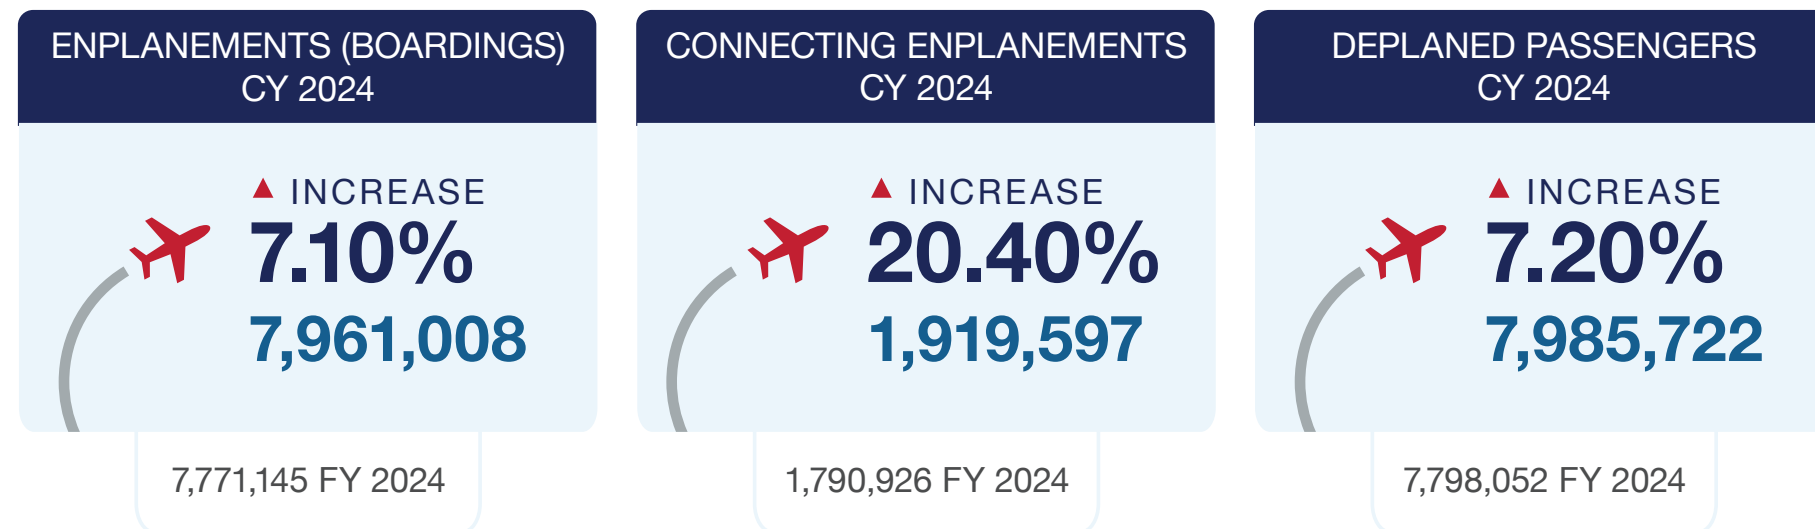 ENPLANEMENTS (BOARDINGS)
CY 2024
▲ INCREASE
7.10%
7,961,008
7,771,145 FY 2024
CONNECTING ENPLANEMENTS
CY 2024
▲ INCREASE
20.40%
1,919,597
1,790,926 FY 2024
DEPLANED PASSENGERS
CY 2024
▲ INCREASE
7.20%
7,985,722
7,798,052 FY 2024